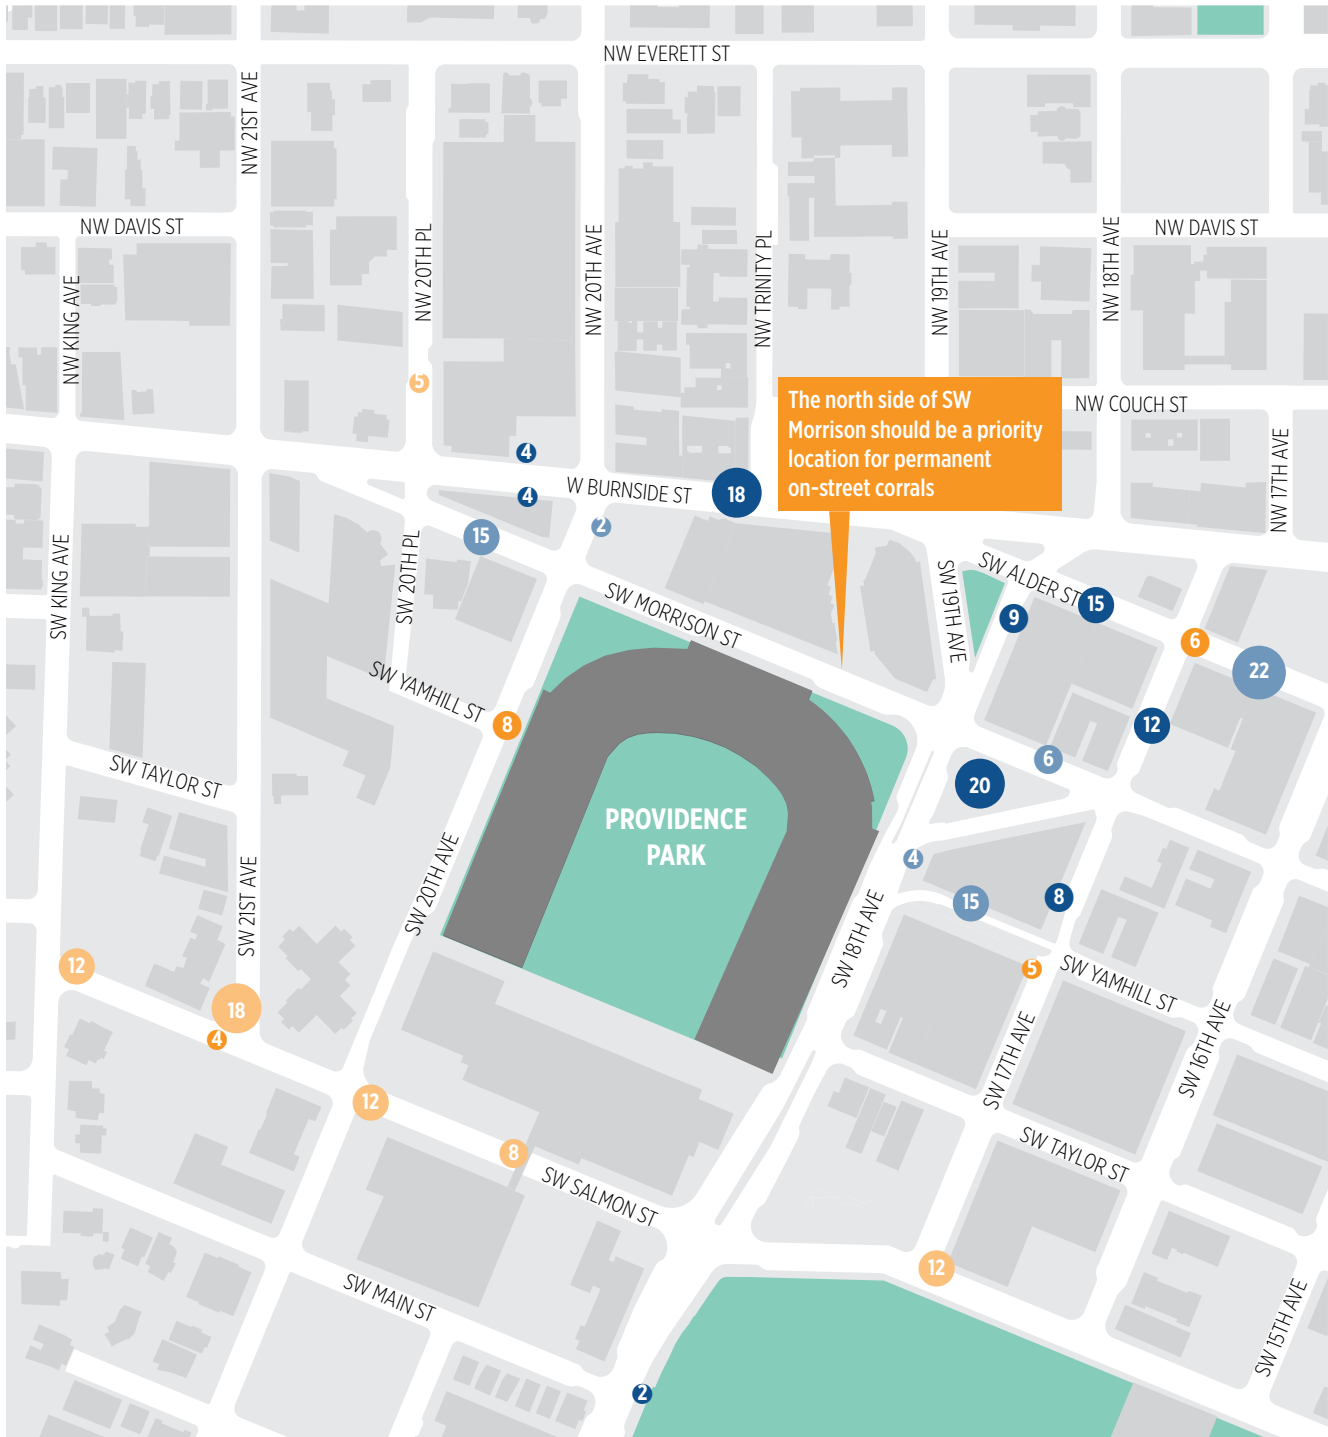 NW EVERETT ST
NW 21ST AVE
NW DAVIS ST
NW KING AVE
NW 20TH PL
NW 20TH AVE
NW TRINITY PL
NW 19TH AVE
NW 18TH AVE
NW DAVIS ST
5
The north side of SW
Morrison should be a priority
location for permanent
on-street corrals
NW COUCH ST
NW 17TH AVE
4
4
W BURNSIDE ST
18
2
15
SW KING AVE
SW 20TH PL
SW MORRISON ST
SW 19TH AVE
SW ALDER ST
15
9
6
22
SW YAMHILL ST
8
12
6
20
SW TAYLOR ST
PROVIDENCE
PARK
4
SW 20TH AVE
SW 21ST AVE
15
8
SW 18TH AVE
12
5
SW YAMHILL ST
18
4
SW 17TH AVE
SW 16TH AVE
12
8
SW SALMON ST
SW TAYLOR ST
12
SW MAIN ST
SW 15TH AVE
2